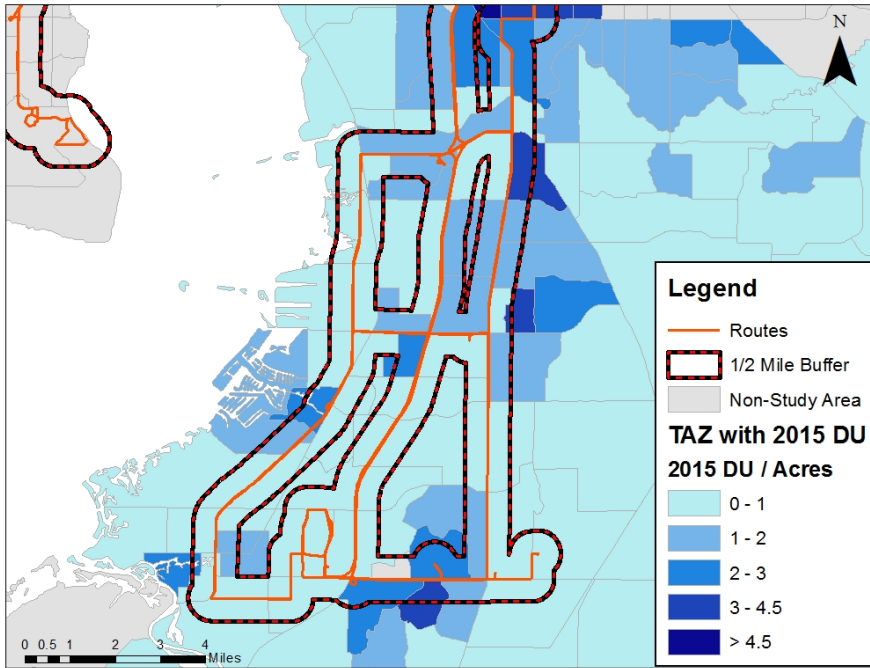 N
Legend
Routes
1/2 Mile Buffer
Non-Study Area
TAZ with 2015 DU
2015 DU / Acres
0 - 1
1 - 2
2 - 3
3 - 4.5
> 4.5
0 0.5 1 2 3 4
Miles